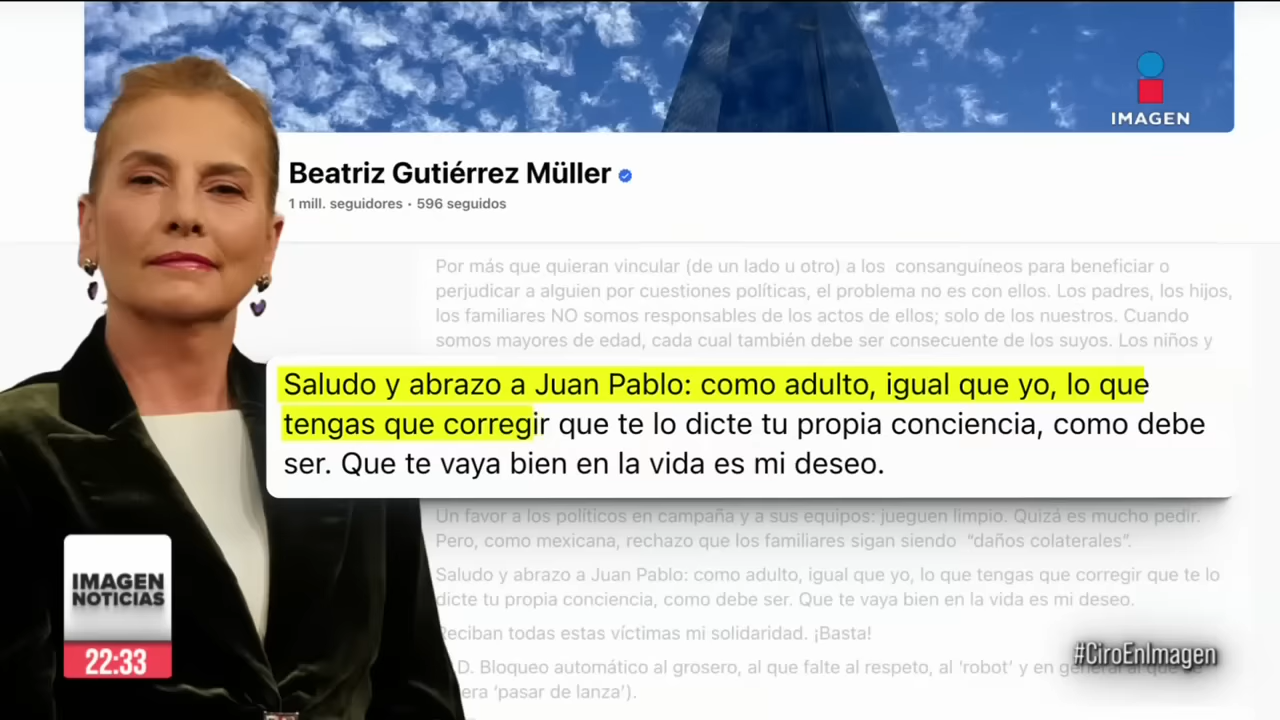 IMAGEN
Beatriz Gutiérrez Müller
1 mill. seguidores • 596 seguidos
Por más que quieran vincular (de un lado u otro) a los consanguíneos para beneficiar o
perjudicar a alguien por cuestiones políticas, el problema no es con ellos. Los padres, los hijos,
los familiares NO somos responsables de los actos de ellos; solo de los nuestros. Cuando
somos mayores de edad, cada cual también debe ser consecuente de los suyos. Los niños y
Saludo y abrazo a Juan Pablo: como adulto, igual que yo, lo que
tengas que corregir que te lo dicte tu propia conciencia, como debe
ser. Que te vaya bien en la vida es mi deseo.
Un favor a los políticos en campaña y a sus equipos: jueguen limpio. Quizá es mucho pedir.
Pero, como mexicana, rechazo que los familiares sigan siendo “daños colaterales”.
Saludo y abrazo a Juan Pablo: como adulto, igual que yo, lo que tengas que corregir que te lo
dicte tu propia conciencia, como debe ser. Que te vaya bien en la vida es mi deseo.
Reciban todas estas víctimas mi solidaridad. ¡Basta!
.D. Bloqueo automático al grosero, al que falte al respeto, al 'robot' y en general al que se
'pasar de lanza').
IMAGEN
NOTICIAS
22:33
#CiroEnImagen